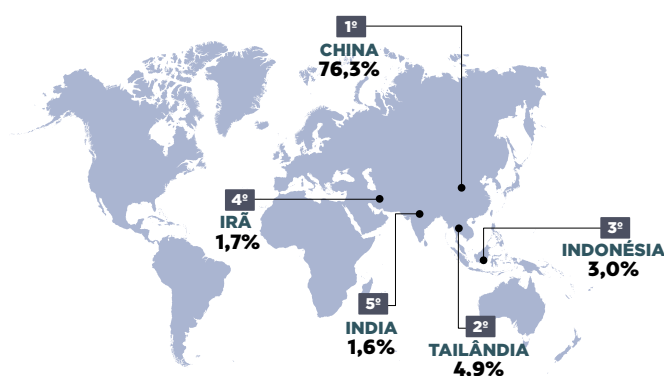 1º
CHINA
76,3%
4º
IRÃ
1,7%
3º
INDONÉSIA
3,0%
5º
INDIA
1,6%
2º
TAILÂNDIA
4,9%